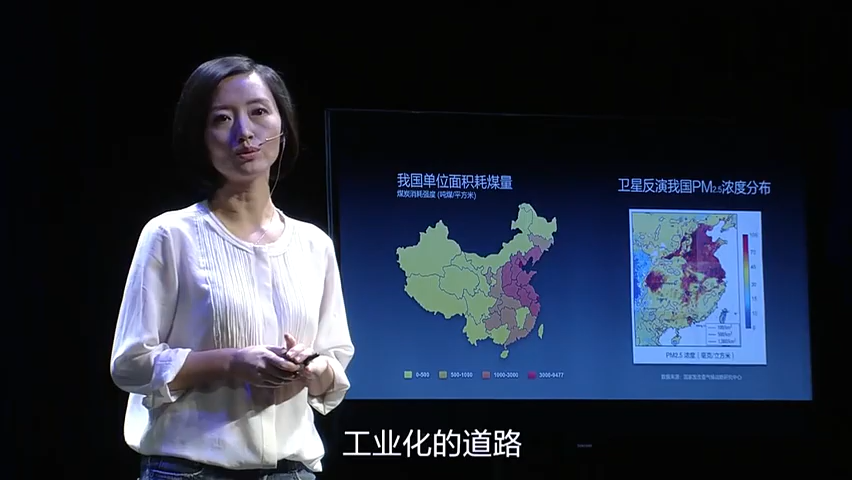 我国单位面积耗煤量
煤炭消耗强度 (吨煤/平方米)
0-500
500-1000
1000-3000
3000-9477
卫星反演我国PM2.5浓度分布
100
PM2.5 浓度 ( 毫克/立方米 )
工业化的道路